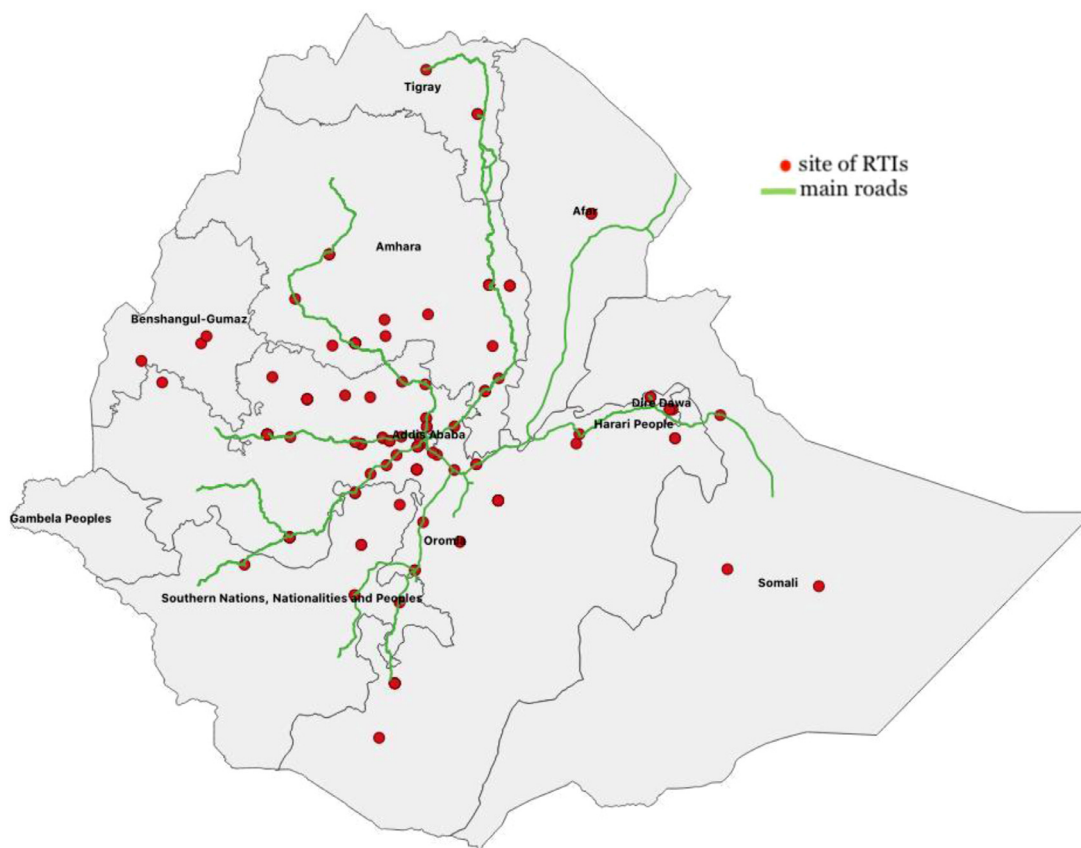 Tigray
site of RTIs
main roads
Afar
Amhara
Benshangul-Gumaz
Dire Dawa
Harari People
Addis Ababa
Gambela Peoples
Oromia
Somali
Southern Nations, Nationalities and Peoples